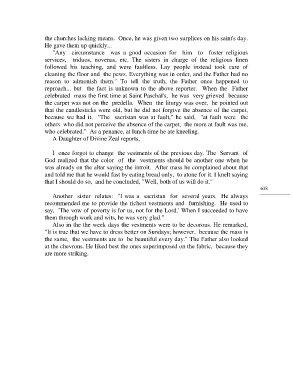 the churches lacking means. Once, he was given two surplices on his saint's day.
He gave them up quickly...
"Any circumstance was a good occasion for him to foster religious
services, triduos, novenas, etc. The sisters in charge of the religious linen
followed his teaching, and were faultless. Lay people instead took care of
cleaning the floor and the pews. Everything was in order, and the Father had no
reason to admonish them." To tell the truth, the Father once happened to
reproach.. but the fact is unknown to the above reporter. When the Father
celebrated mass the first time at Saint Paschal's, he was very grieved because
the carpet was not on the predella. When the liturgy was over, he pointed out
that the candlesticks were old, but he did not forgive the absence of the carpet,
because we had it. "The sacristan was at fault," he said, "at fault were the
others who did not perceive the absence of the carpet, the more at fault was me,
who celebrated." As a penance, at lunch time he ate kneeling.
A Daughter of Divine Zeal reports,
I once forgot to change the vestments of the previous day. The Servant of
God realized that the color of the vestments should be another one when he
was already on the altar saying the introit. After mass he complained about that
and told me that he would fast by eating bread only, to atone for it. I knelt saying
that I should do so, and he concluded, "Well, both of us will do it."
638
Another sister relates: "I was a sacristan for several years. He always
recommended me to provide the richest vestments and furnishing. He used to
say, 'The vow of poverty is for us, not for the Lord.' When I succeeded to have
them through work and wits, he was very glad."
Also in the week days the vestments were to be decorous. He remarked,
"It is true that we have to dress better on Sundays; however, because the mass is
the same, the vestments are to be beautiful every day." The Father also looked
at the chevrons. He liked best the ones superimposed on the fabric, because they
are more striking.